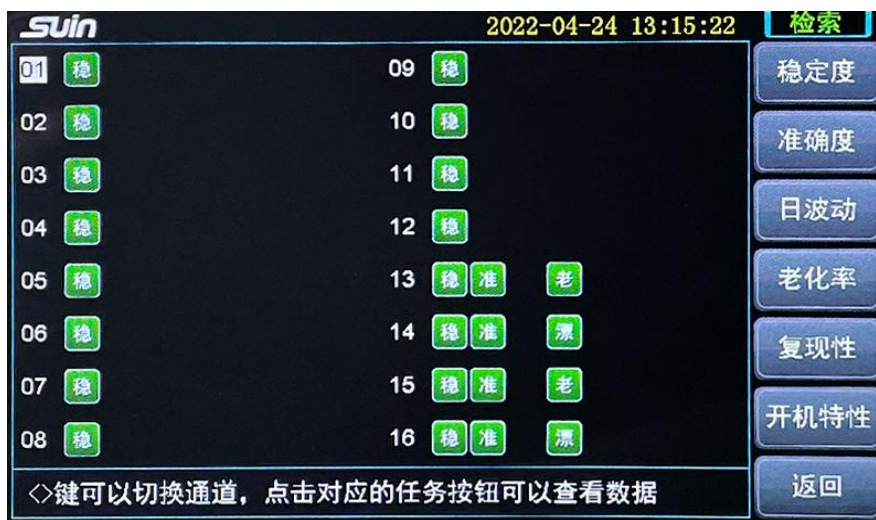 SUin 2022-04-24 13:15:22 检索
01 稳 09 稳 稳定度
02 稳 10 稳 准确度
03 稳 11 稳
04 稳 12 稳 日波动
05 稳 13 稳 准 老 老化率
06 稳 14 稳 准 漂 复现性
07 稳 15 稳 准 老
08 稳 16 稳 准 漂 开机特性
<>键可以切换通道，点击对应的任务按钮可以查看数据 返回